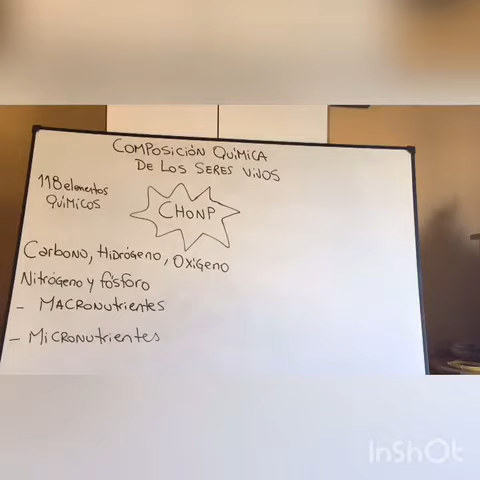 COMPOSICIÓN QUÍMICA
DE LOS SERES VIVOS
118 elementos
QUÍMICOS
CHONP
Carbono, Hidrógeno, Oxígeno
Nitrógeno y fósforo
- MACRONutrientes
- MICRONutrientes
InShOt